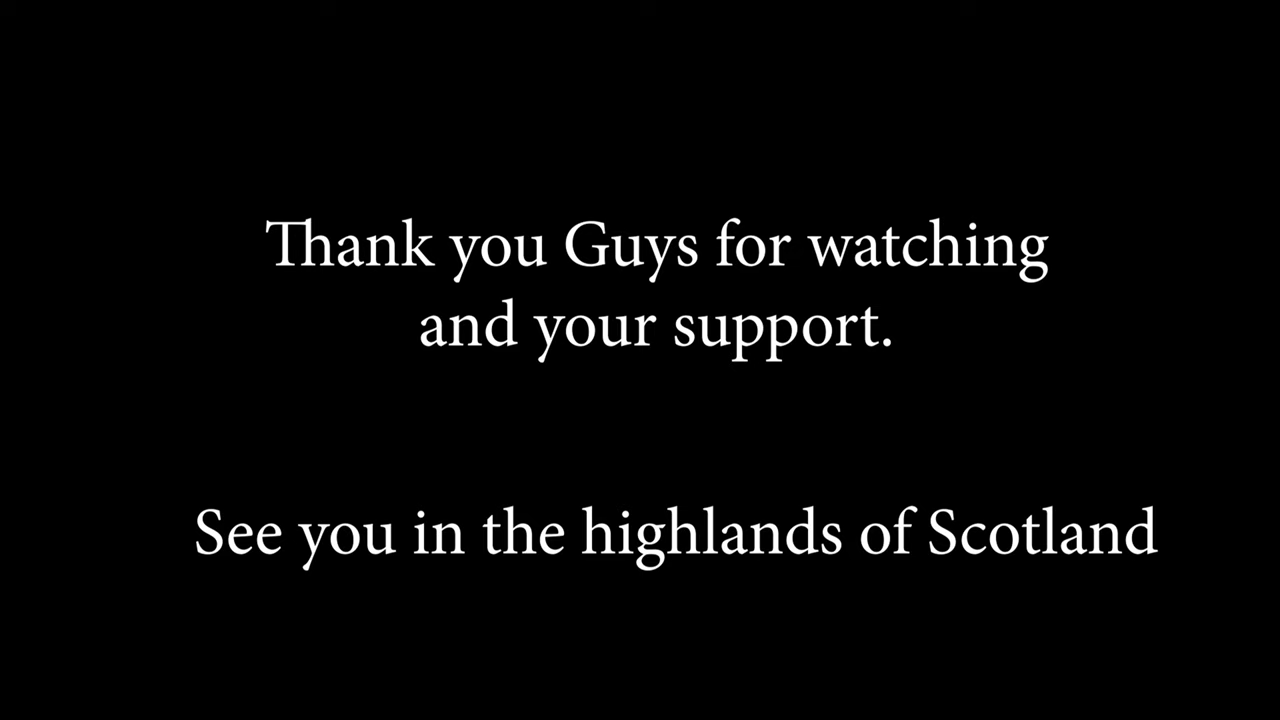 Thank you Guys for watching
and your support.
See you in the highlands of Scotland